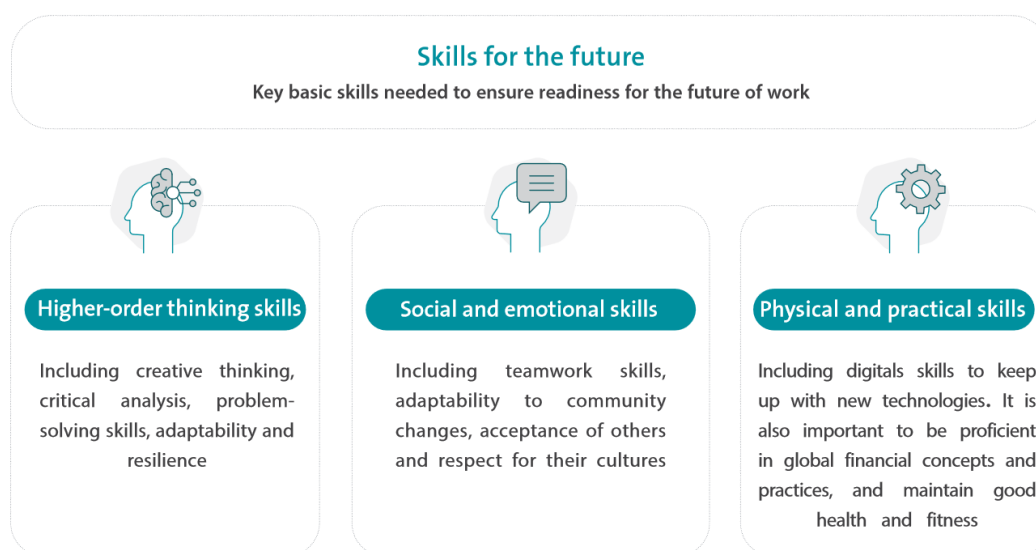 Skills for the future
Key basic skills needed to ensure readiness for the future of work
Higher-order thinking skills
Including creative thinking,
critical analysis, problem-
solving skills, adaptability and
resilience
Social and emotional skills
Including teamwork skills,
adaptability to community
changes, acceptance of others
and respect for their cultures
Physical and practical skills
Including digitals skills to keep
up with new technologies. It is
also important to be proficient
in global financial concepts and
practices, and maintain good
health and fitness